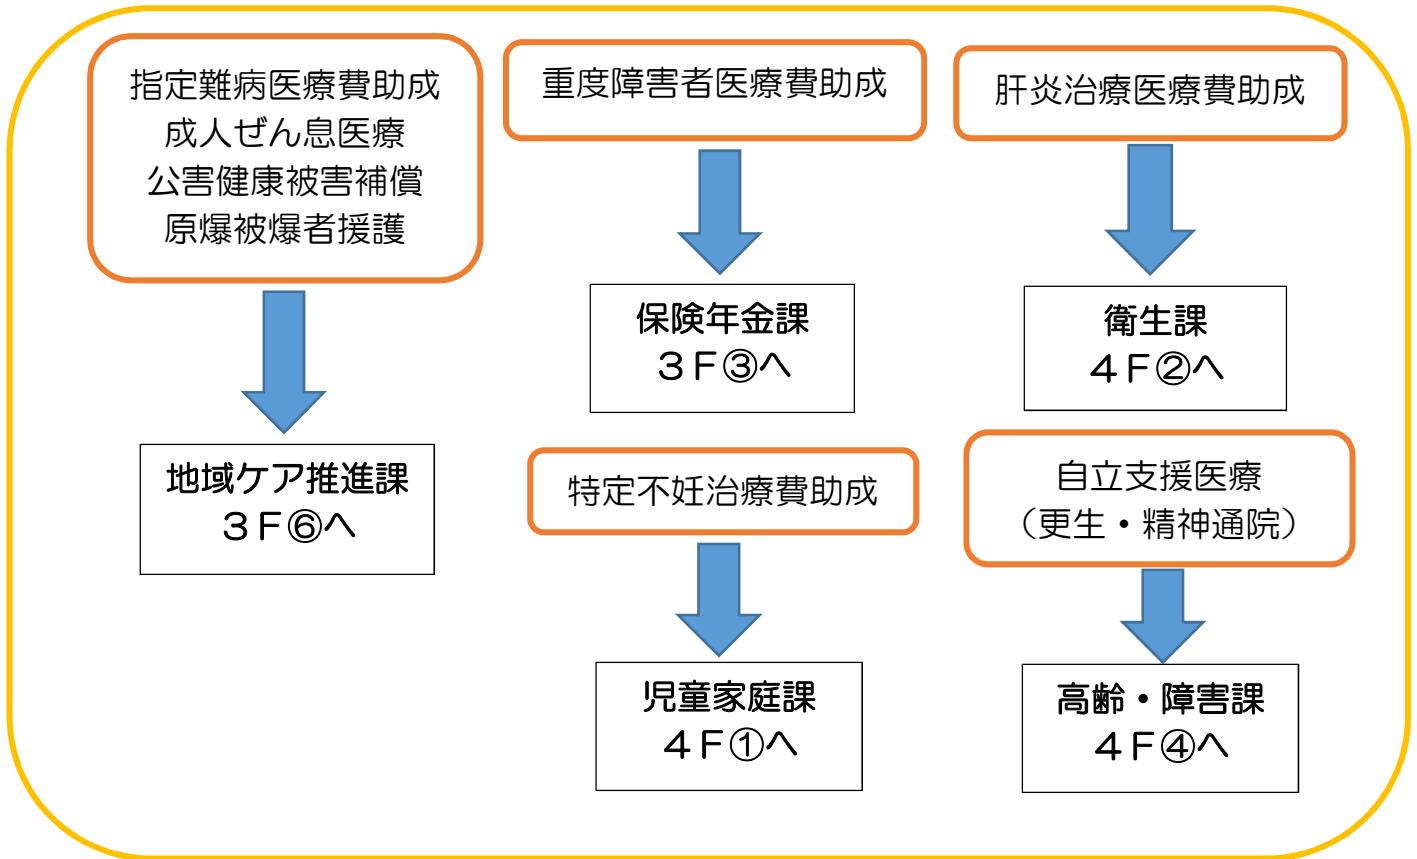 指定難病医療費助成
成人ぜん息医療
公害健康被害補償
原爆被爆者援護
地域ケア推進課
３Ｆ⑥へ
重度障害者医療費助成
保険年金課
３Ｆ③へ
肝炎治療医療費助成
衛生課
４Ｆ②へ
特定不妊治療費助成
児童家庭課
４Ｆ①へ
自立支援医療
（更生・精神通院）
高齢・障害課
４Ｆ④へ